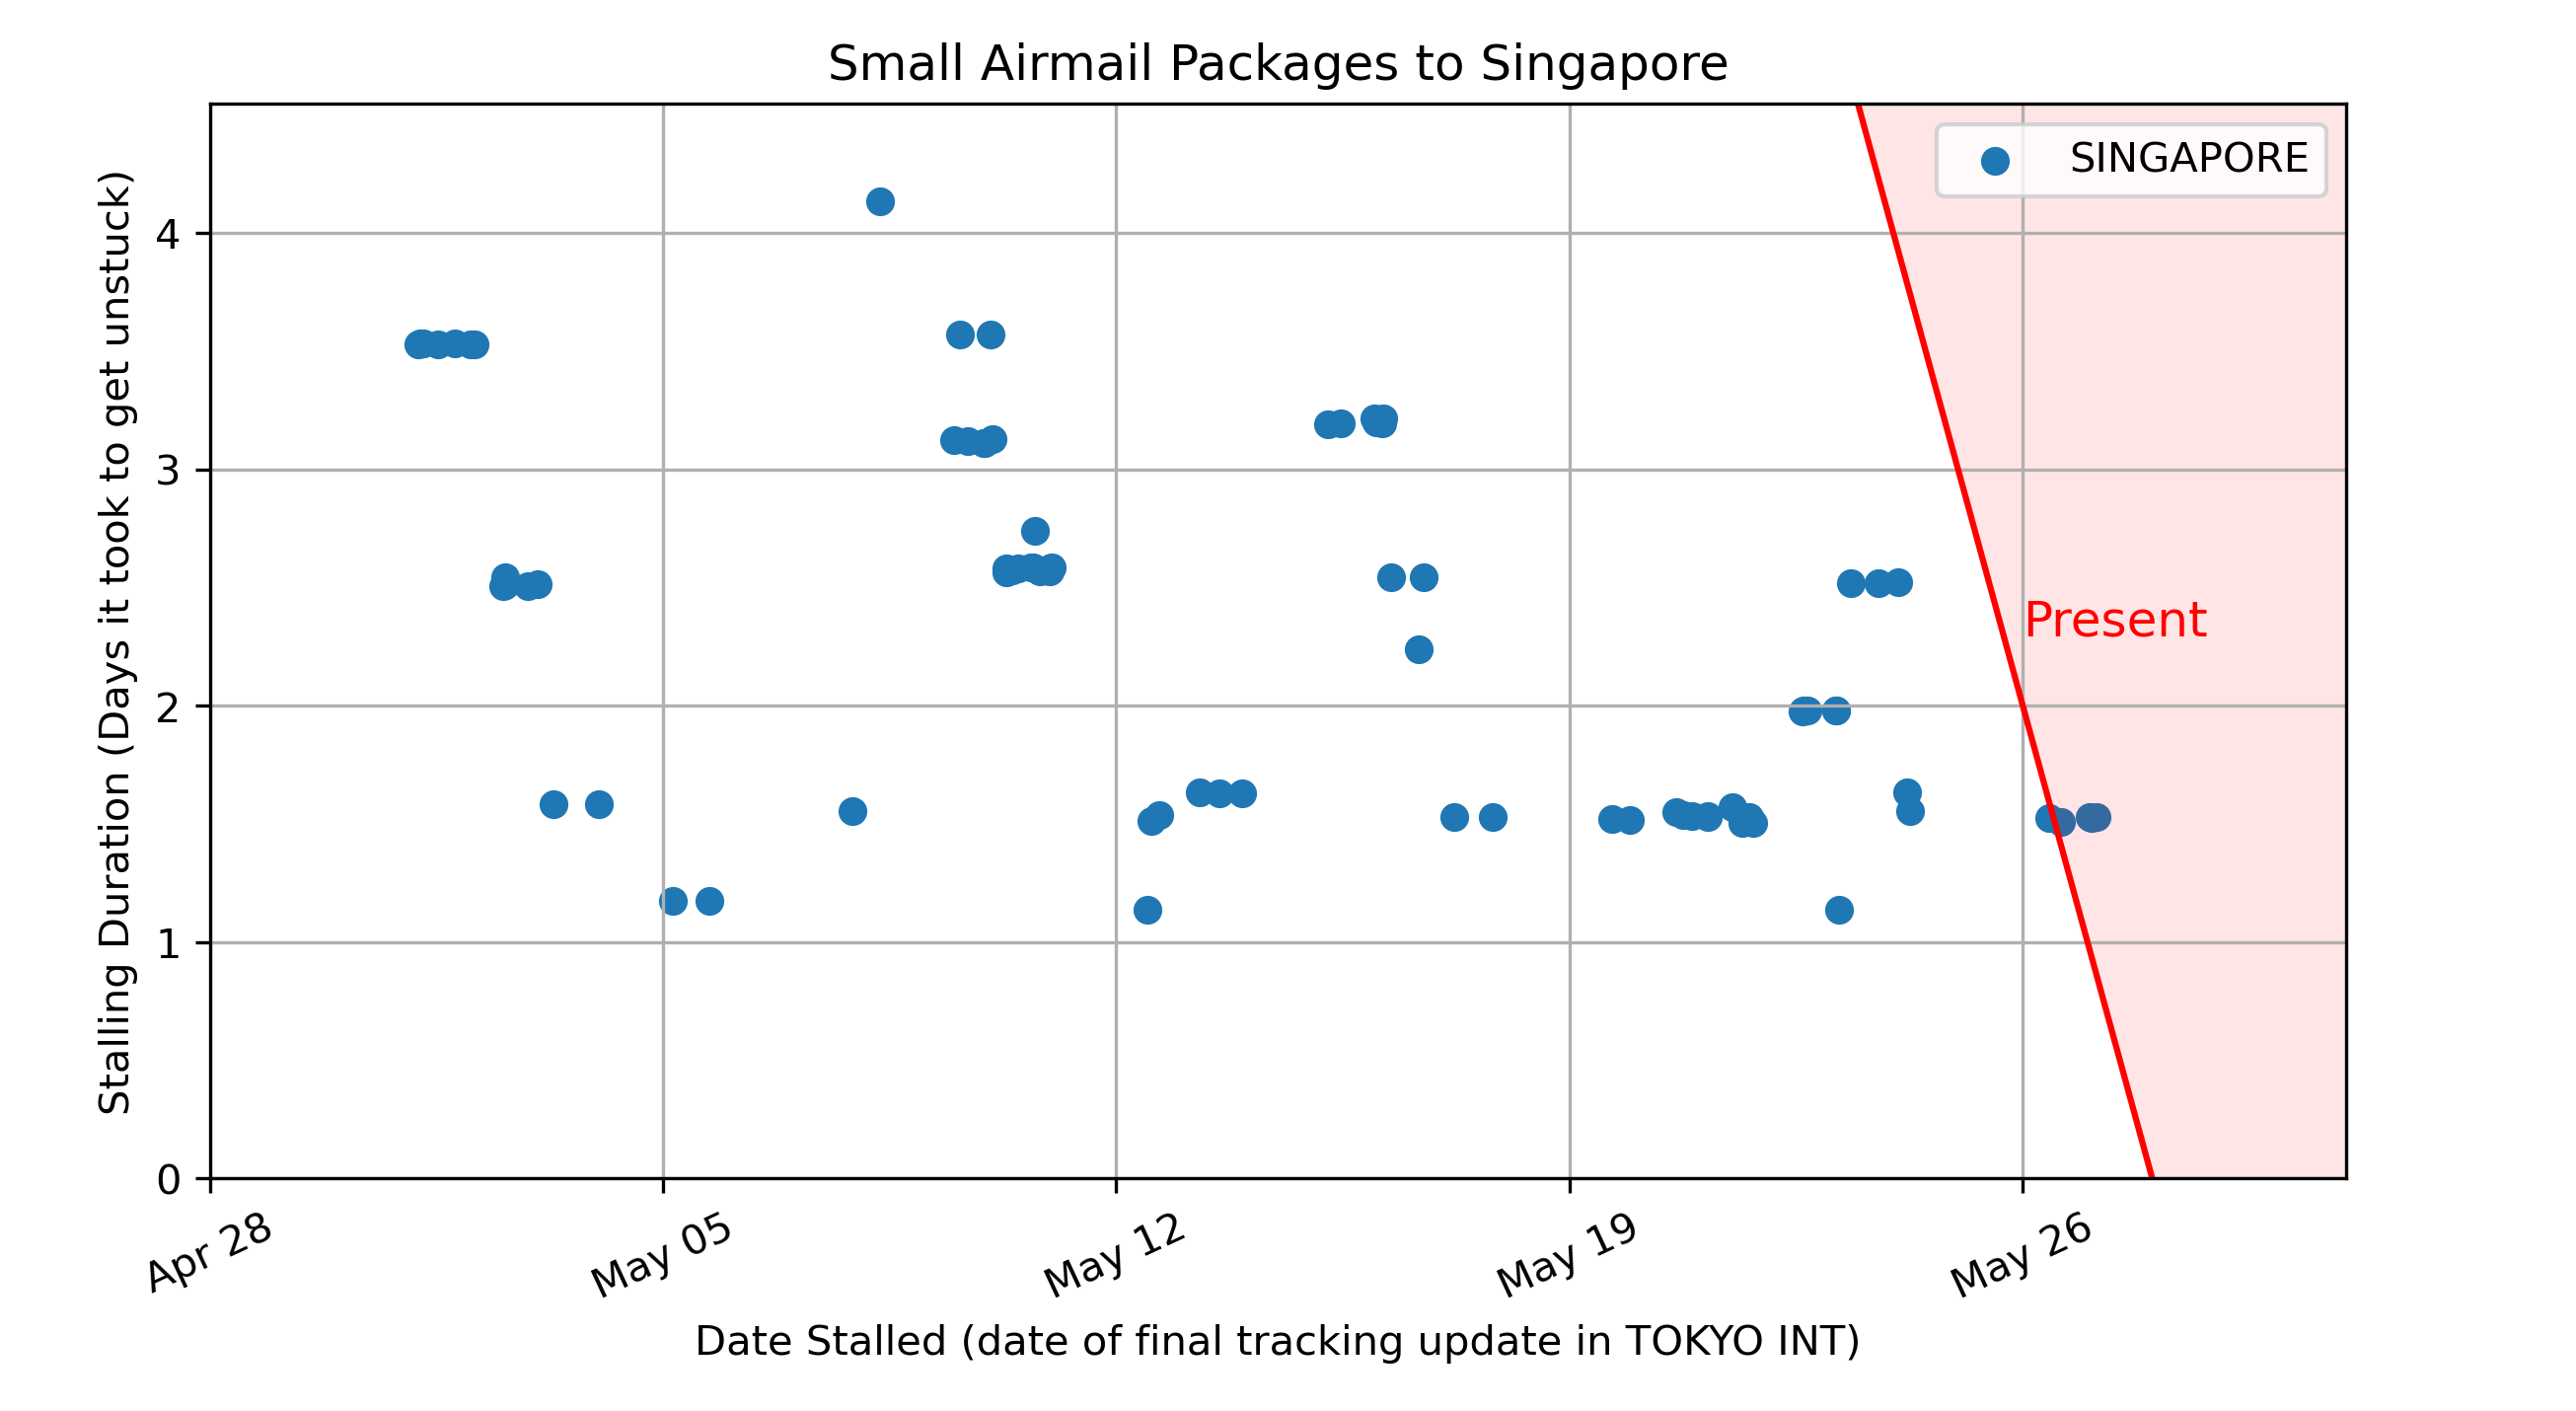 Small Airmail Packages to Singapore
SINGAPORE
Stalling Duration (Days it took to get unstuck)
4
3
2
1
0
Present
Apr 28
May 05
May 12
May 19
May 26
Date Stalled (date of final tracking update in TOKYO INT)